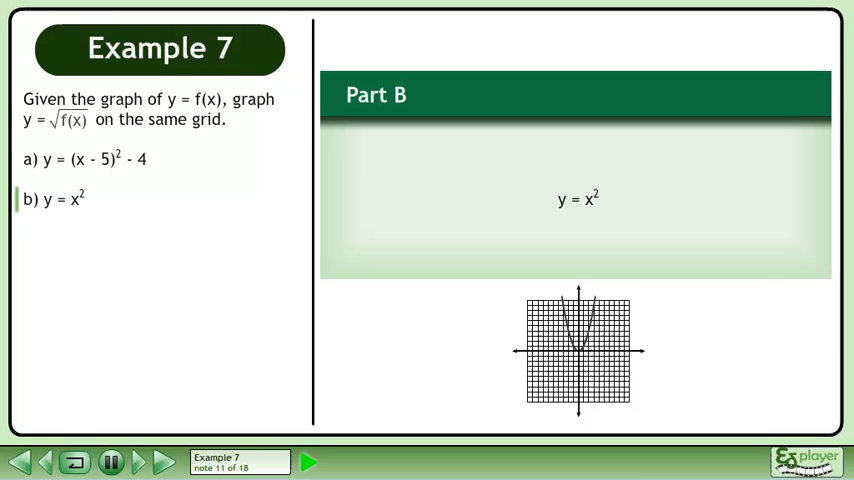 Example 7
Given the graph of y = f(x), graph
y = √f(x) on the same grid.
a) y = (x - 5)² - 4
b) y = x²
Part B
y = x²
Example 7
note 11 of 18
player